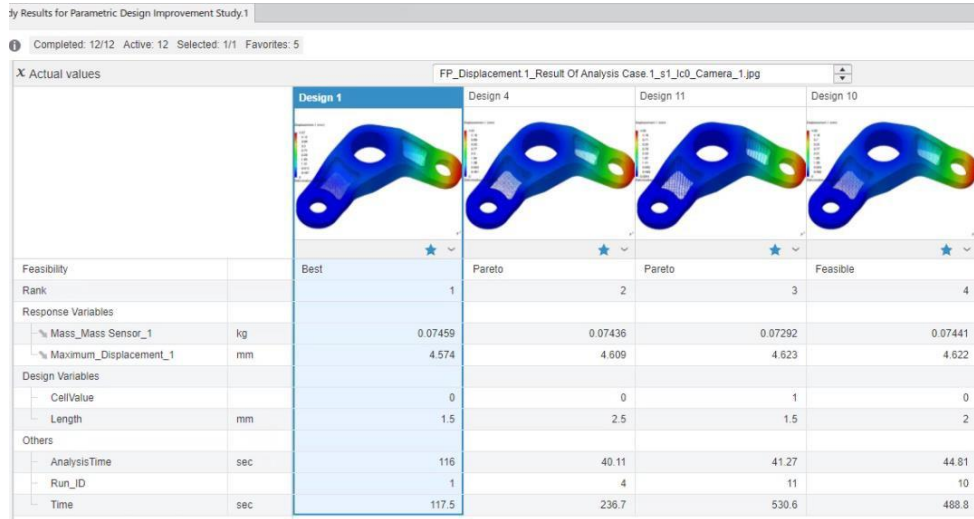 dy Results for Parametric Design Improvement Study.1
Completed: 12/12 Active: 12 Selected: 1/1 Favorites: 5
X Actual values FP_Displacement.1_Result Of Analysis Case.1_s1_lc0_Camera_1.jpg
Design 1 Design 4 Design 11 Design 10
Feasibility Best Pareto Pareto Feasible
Rank 1 2 3 4
Response Variables
Mass_Mass Sensor_1 kg 0.07459 0.07436 0.07292 0.07441
Maximum_Displacement_1 mm 4.574 4.609 4.623 4.622
Design Variables
CellValue 0 0 1 0
Length mm 1.5 2.5 1.5 2
Others
AnalysisTime sec 116 40.11 41.27 44.81
Run_ID 1 4 11 10
Time sec 117.5 236.7 530.6 488.8